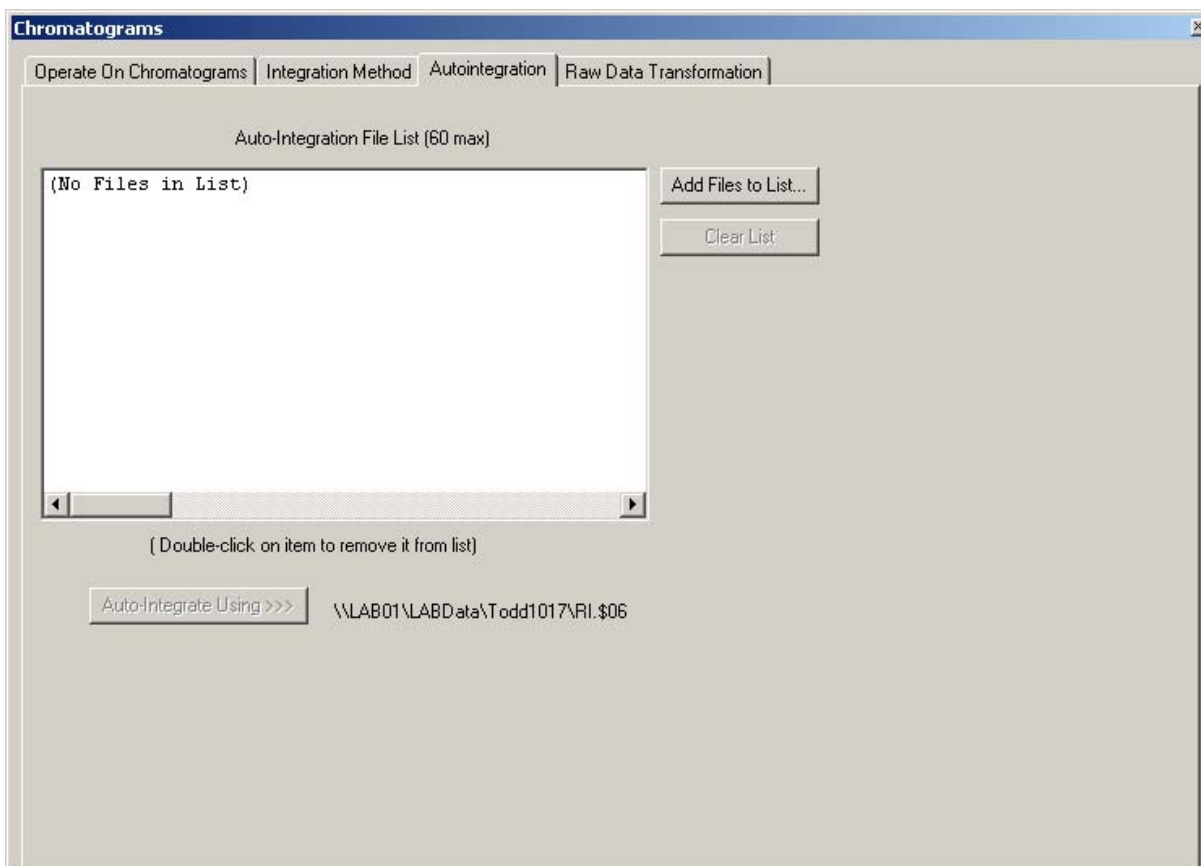 Chromatograms
Operate On Chromatograms Integration Method Autointegration Raw Data Transformation
Auto-Integration File List (60 max)
(No Files in List)
Add Files to List...
Clear List
( Double-click on item to remove it from list)
Auto-Integrate Using >>> \\LAB01\LABData\Todd1017\RI.$06